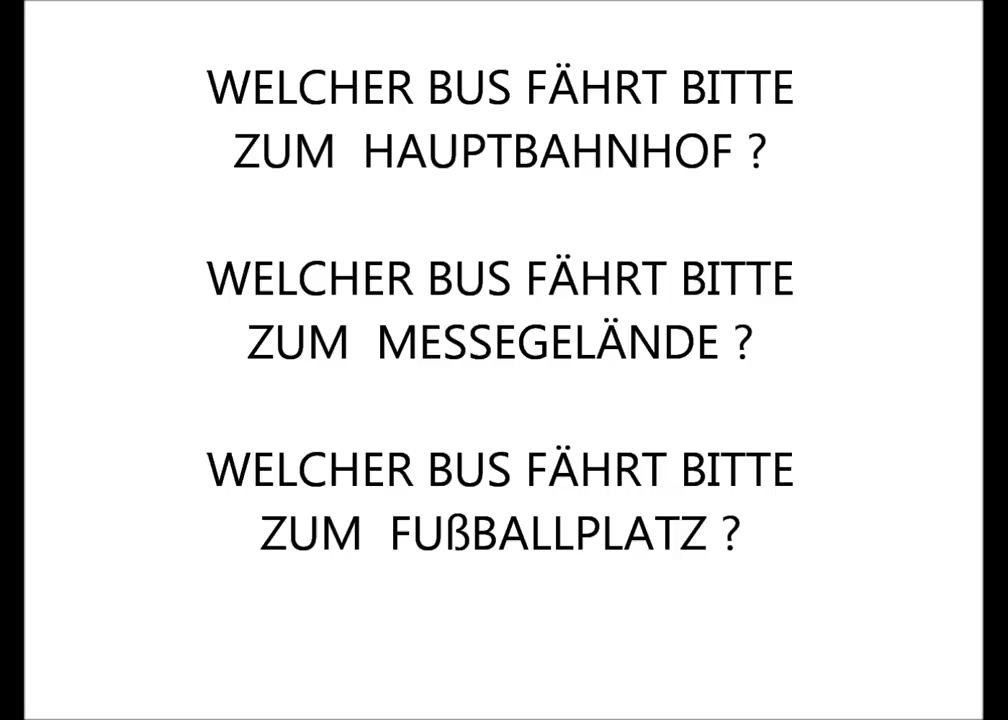 WELCHER BUS FÄHRT BITTE
ZUM HAUPTBAHNHOF ?
WELCHER BUS FÄHRT BITTE
ZUM MESSEGELÄNDE ?
WELCHER BUS FÄHRT BITTE
ZUM FUßBALLPLATZ ?